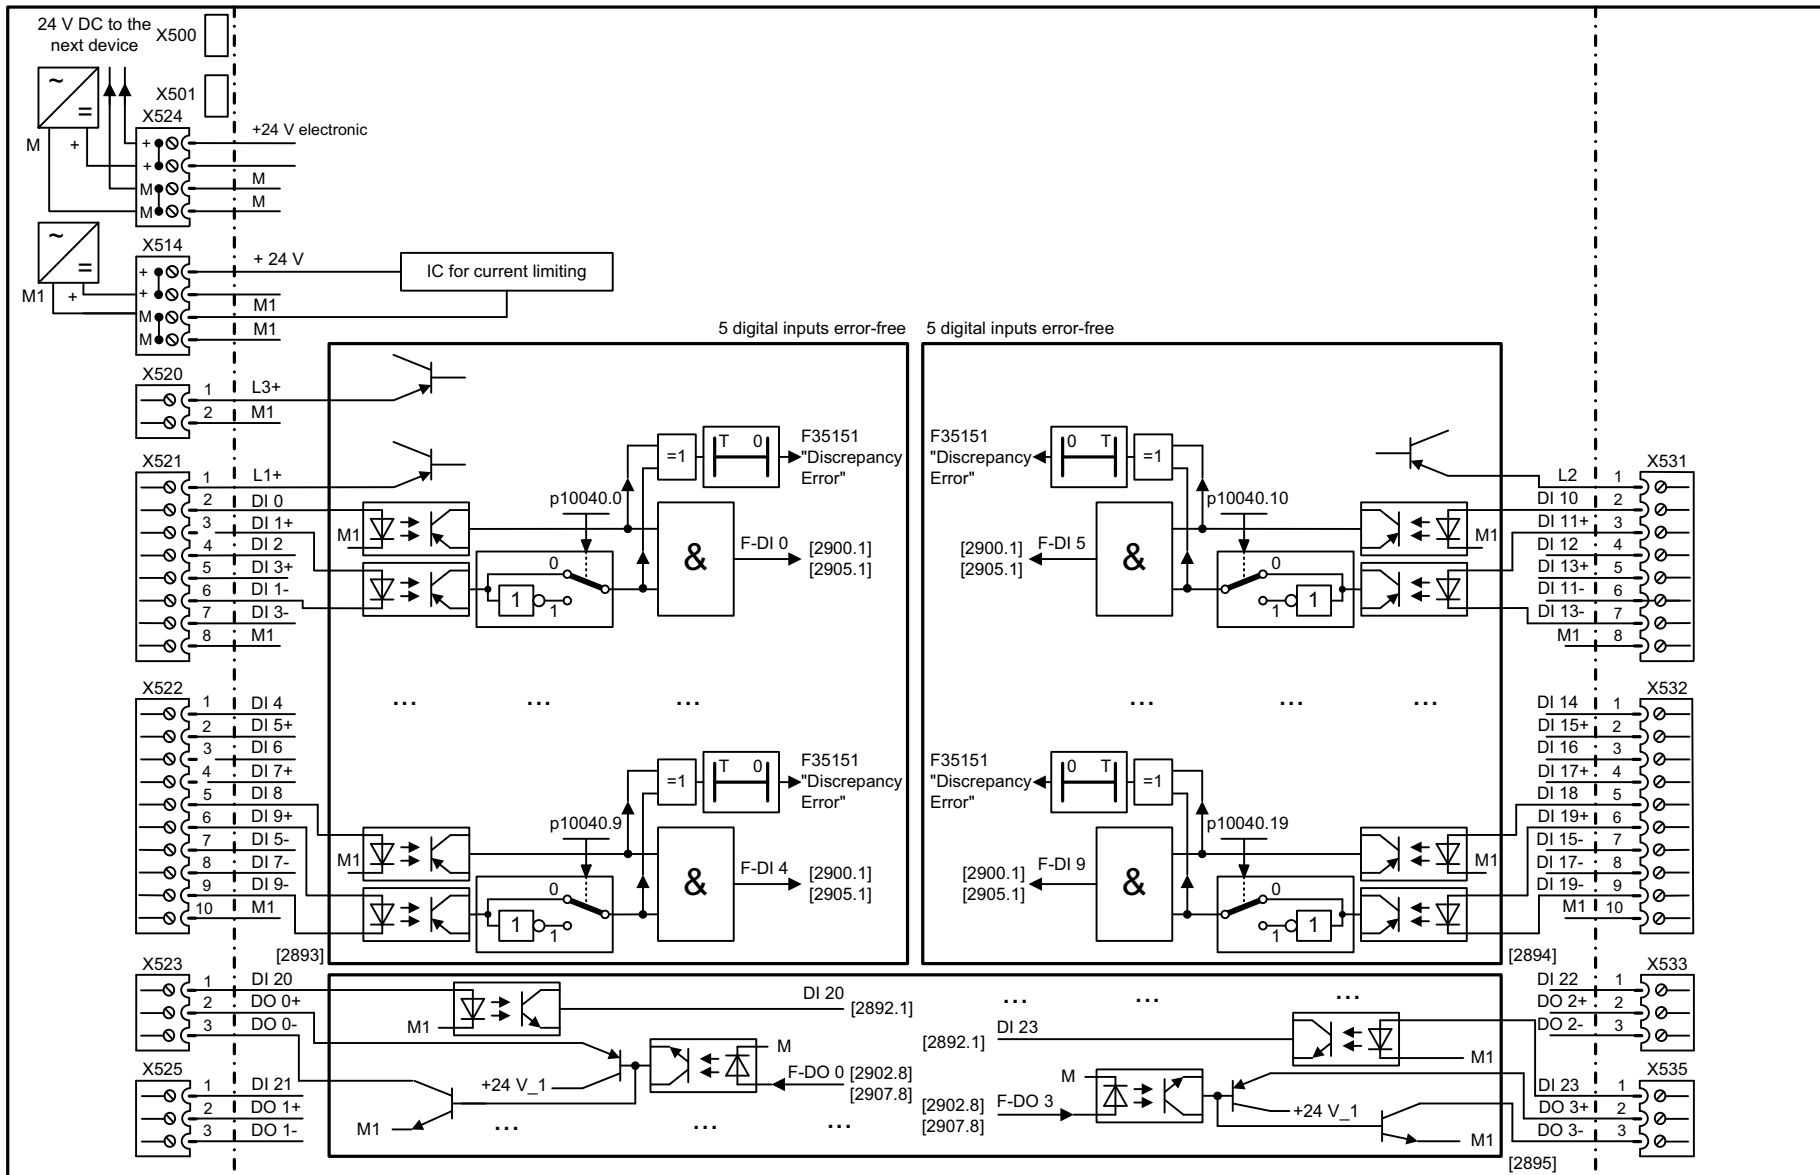 24 V DC to the
next device
X500
X501
~
=
M
+
X524
+
+
M
M
+24 V electronic
M
M
~
=
M1
+
X514
+
+
M
M
+ 24 V
M1
M1
IC for current limiting
5 digital inputs error-free
5 digital inputs error-free
X520
1 L3+
2 M1
X521
1 L1+
2 DI 0
3 DI 1+
4 DI 2
5 DI 3+
6 DI 1-
7 DI 3-
8 M1
X522
1 DI 4
2 DI 5+
3 DI 6
4 DI 7+
5 DI 8
6 DI 9+
7 DI 5-
8 DI 7-
9 DI 9-
10 M1
X523
1 DI 20
2 DO 0+
3 DO 0-
X525
1 DI 21
2 DO 1+
3 DO 1-
=1
T 0
F35151
"Discrepancy
Error"
p10040.0
M1
0
1
1
&
F-DI 0
[2900.1]
[2905.1]
... ... ...
=1
T 0
F35151
"Discrepancy
Error"
p10040.9
M1
0
1
1
&
F-DI 4
[2900.1]
[2905.1]
[2893]
F35151
"Discrepancy
Error"
0 T
=1
p10040.10
M1
0
1
1
&
F-DI 5
[2900.1]
[2905.1]
... ... ...
F35151
"Discrepancy
Error"
0 T
=1
p10040.19
M1
0
1
1
&
F-DI 9
[2900.1]
[2905.1]
[2894]
X531
L2 1
DI 10 2
DI 11+ 3
DI 12 4
DI 13+ 5
DI 11- 6
DI 13- 7
M1 8
X532
DI 14 1
DI 15+ 2
DI 16 3
DI 17+ 4
DI 18 5
DI 19+ 6
DI 15- 7
DI 17- 8
DI 19- 9
M1 10
X533
DI 22 1
DO 2+ 2
DO 2- 3
X535
DI 23 1
DO 3+ 2
DO 3- 3
M1
DI 20
[2892.1]
+24 V_1
M
F-DO 0
[2902.8]
[2907.8]
M1
... ... ...
... ... ...
DI 23
[2892.1]
M1
M
F-DO 3
[2902.8]
[2907.8]
+24 V_1
M1
[2895]